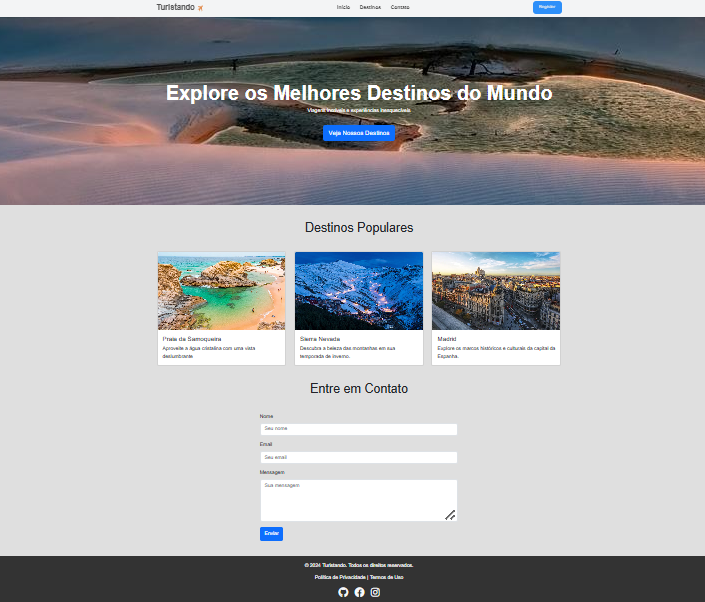 Turistando
Início Destinos Contato
Registro
Explore os Melhores Destinos do Mundo
Viagens incríveis e experiências inesquecíveis
Veja Nossos Destinos
Destinos Populares
Praia da Samoqueira
Aproveite a água cristalina com uma vista
deslumbrante.
Sierra Nevada
Descubra a beleza das montanhas em sua
temporada de inverno.
Madrid
Explore os marcos históricos e culturais da capital da
Espanha.
Entre em Contato
Nome
Seu nome
Email
Seu email
Mensagem
Sua mensagem
Enviar
© 2024 Turistando. Todos os direitos reservados.
Política de Privacidade | Termos de Uso